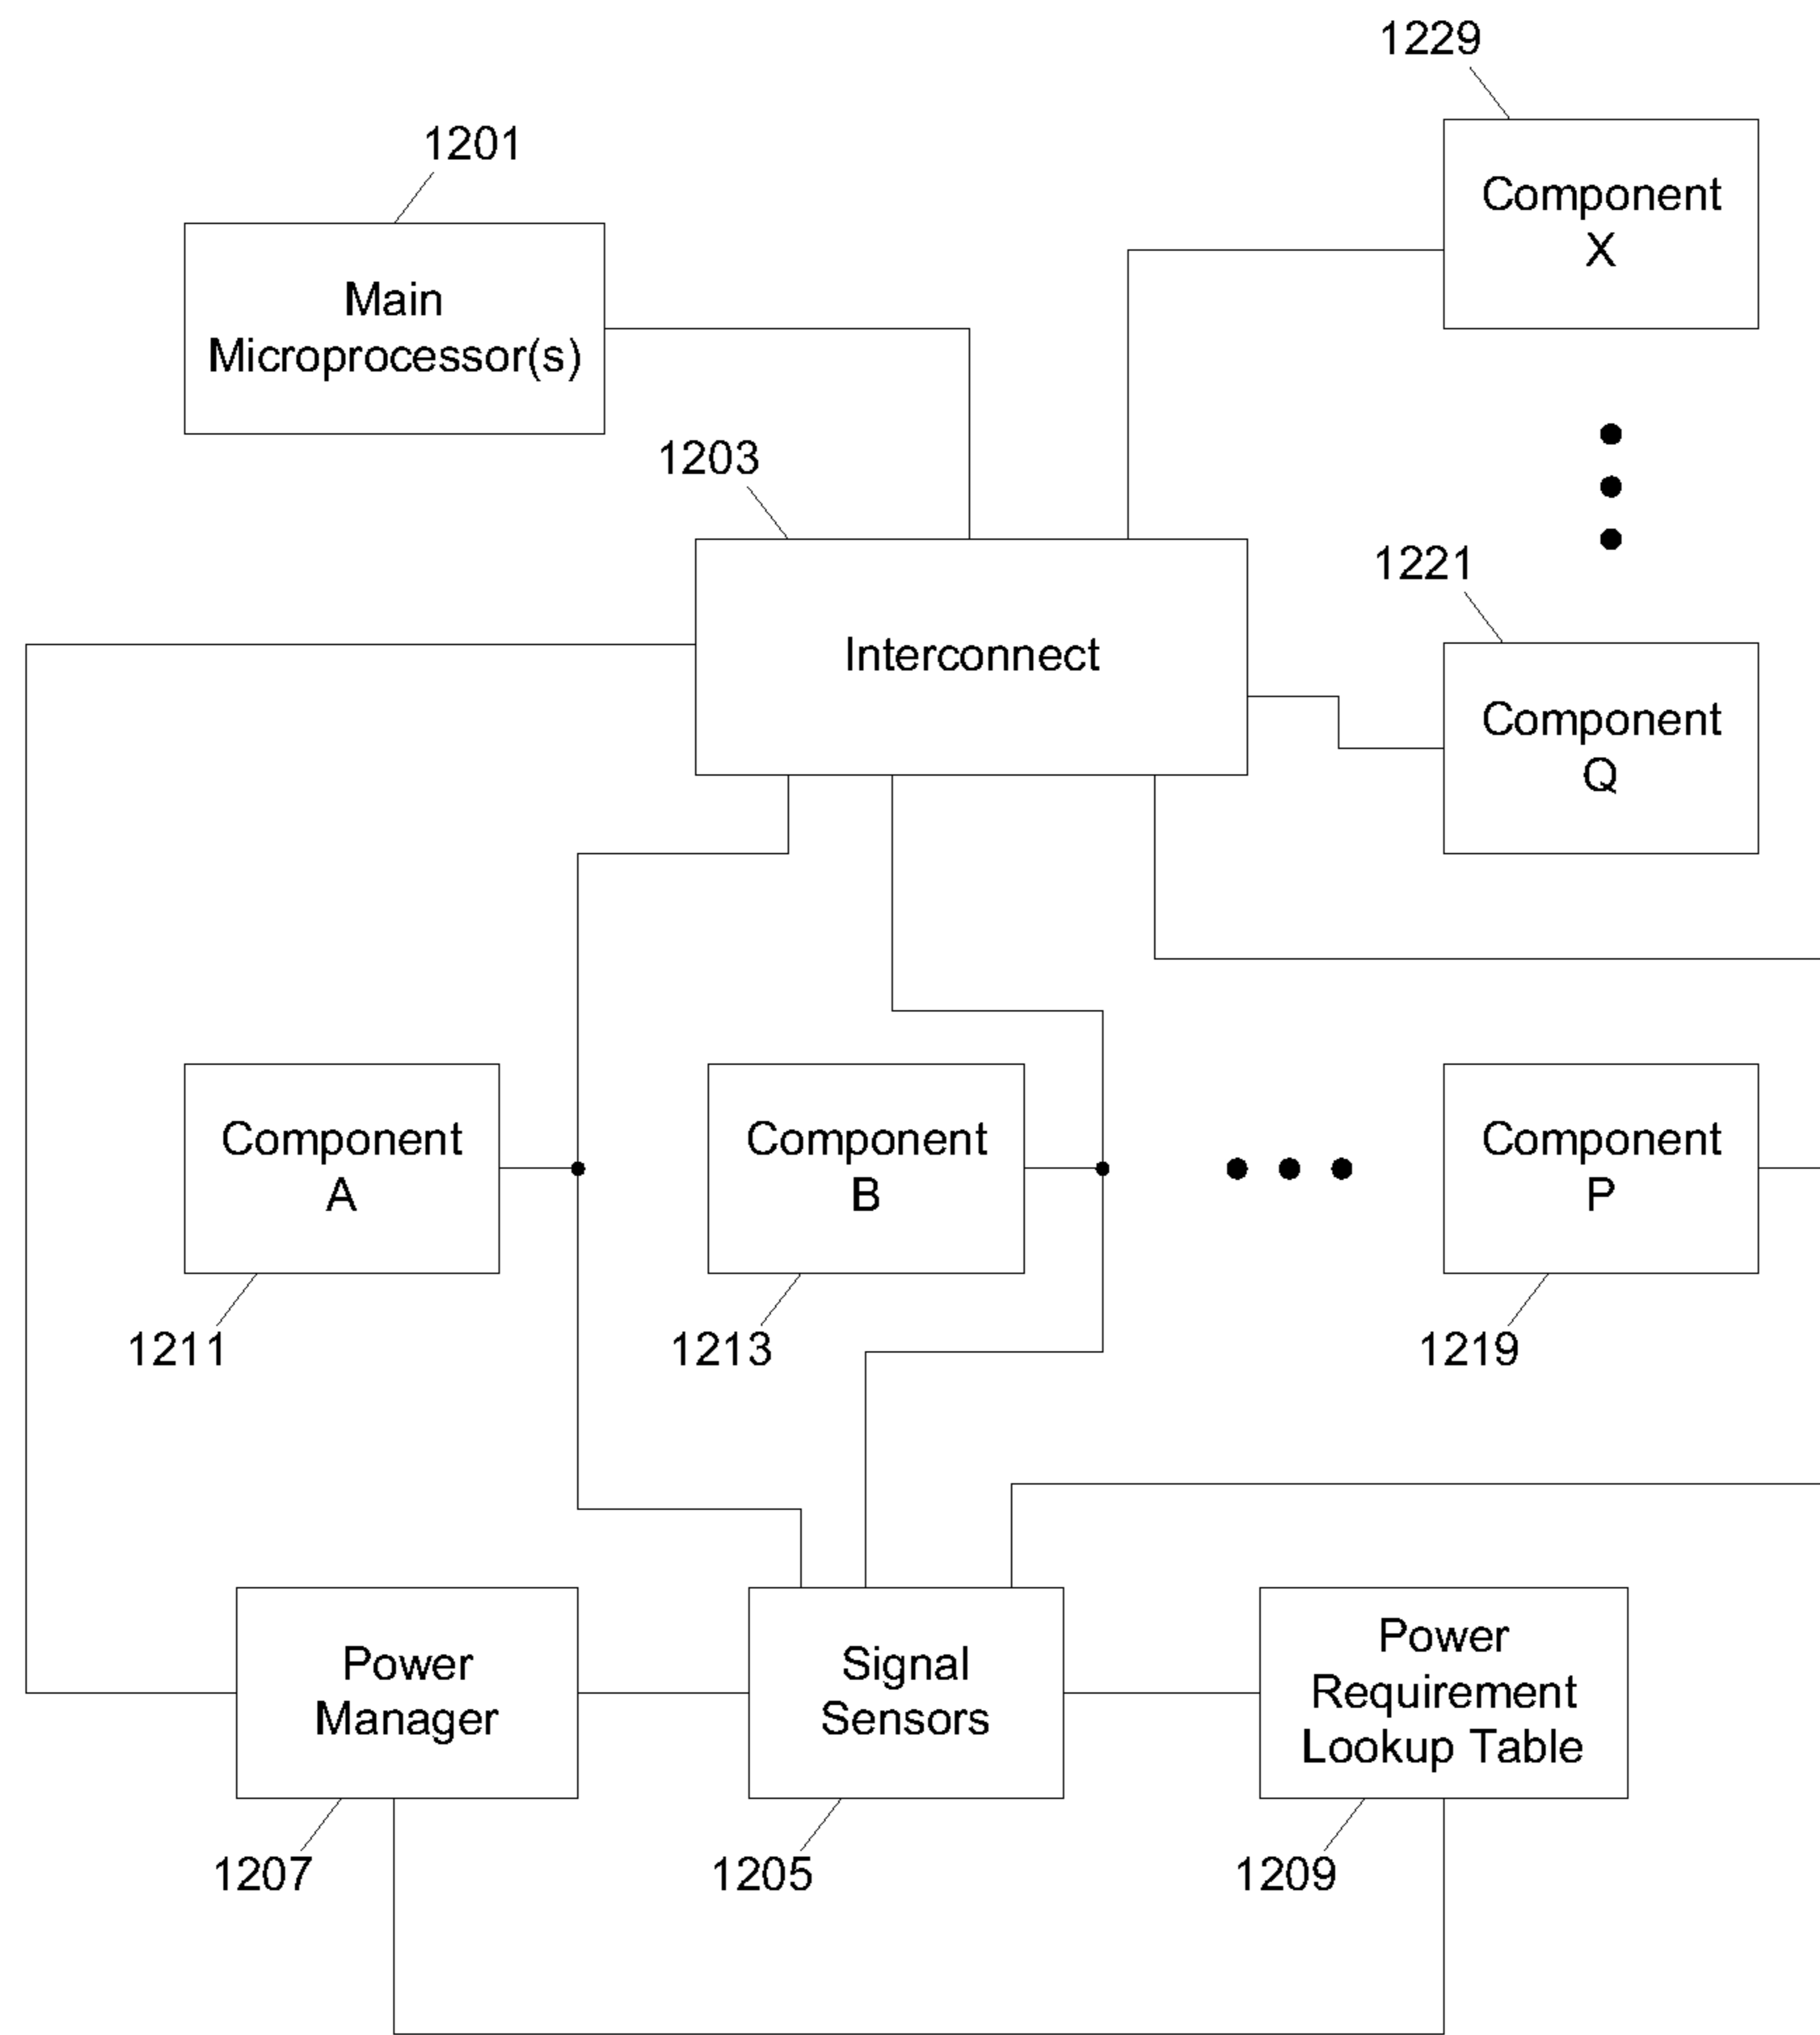 1229
Component
X
1201
Main
Microprocessor(s)
1203
1221
Interconnect
Component
Q
Component
A
Component
B
Component
P
1211
1213
1219
Power
Manager
Signal
Sensors
Power
Requirement
Lookup Table
1207
1205
1209